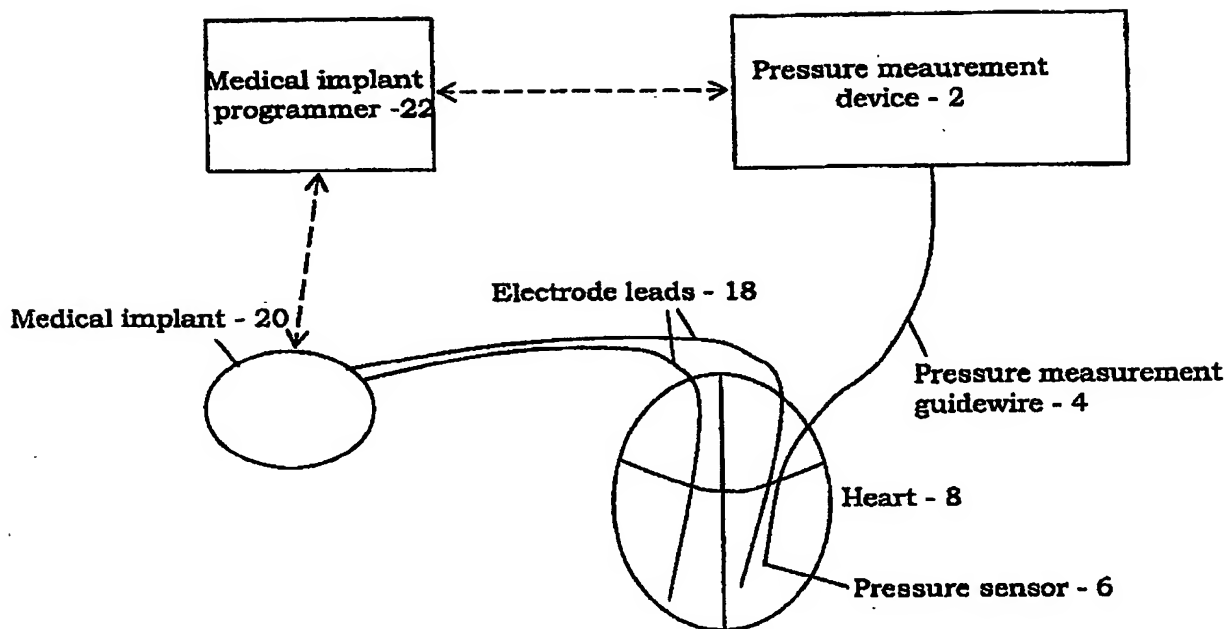 Medical implant
programmer -22
Pressure meaurement
device - 2
Electrode leads - 18
Medical implant - 20
Pressure measurement
guidewire - 4
Heart - 8
Pressure sensor - 6